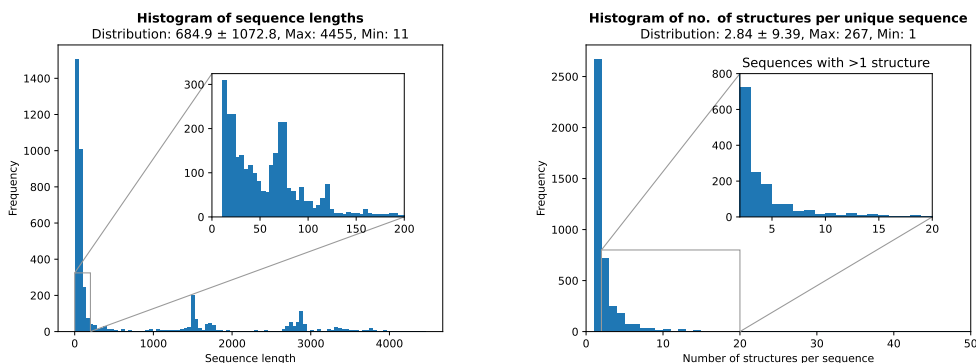 Histogram of sequence lengths
Distribution: 684.9 ± 1072.8, Max: 4455, Min: 11
Frequency
1400
1200
1000
800
600
400
200
0
0 1000 2000 3000 4000
Sequence length
300
200
100
0
0 50 100 150 200
Histogram of no. of structures per unique sequence
Distribution: 2.84 ± 9.39, Max: 267, Min: 1
Frequency
2500
2000
1500
1000
500
0
0 10 20 30 40 50
Number of structures per sequence
Sequences with >1 structure
800
600
400
200
0
5 10 15 20